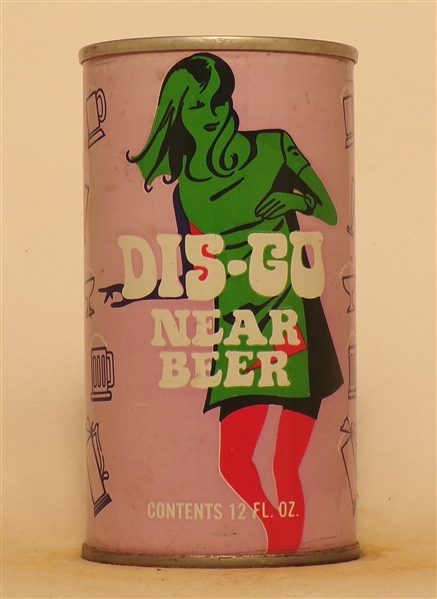 DIS-GO
NEAR
BEER
CONTENTS 12 FL. OZ.